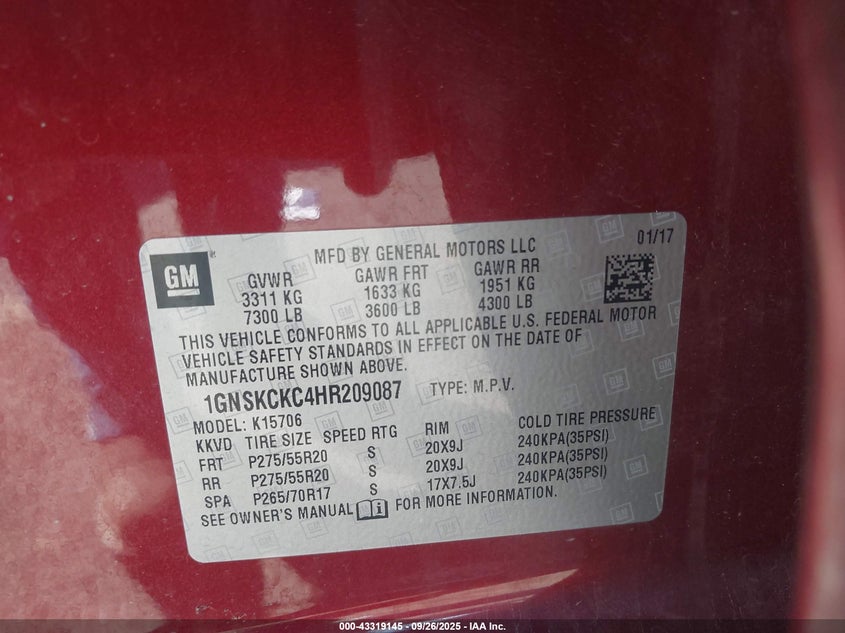 MFD BY GENERAL MOTORS LLC 01/17
GM
GVWR GAWR FRT GAWR RR
3311 KG 1633 KG 1951 KG
7300 LB 3600 LB 4300 LB
THIS VEHICLE CONFORMS TO ALL APPLICABLE U.S. FEDERAL MOTOR
VEHICLE SAFETY STANDARDS IN EFFECT ON THE DATE OF
MANUFACTURE SHOWN ABOVE.
1GNSKCKC4HR209087 TYPE: M.P.V.
MODEL: K15706
KKVD TIRE SIZE SPEED RTG RIM COLD TIRE PRESSURE
FRT P275/55R20 S 20X9J 240KPA(35PSI)
RR P275/55R20 S 20X9J 240KPA(35PSI)
SPA P265/70R17 S 17X7.5J 240KPA(35PSI)
SEE OWNER'S MANUAL FOR MORE INFORMATION.
000-43319145 - 09/26/2025 - IAA Inc.